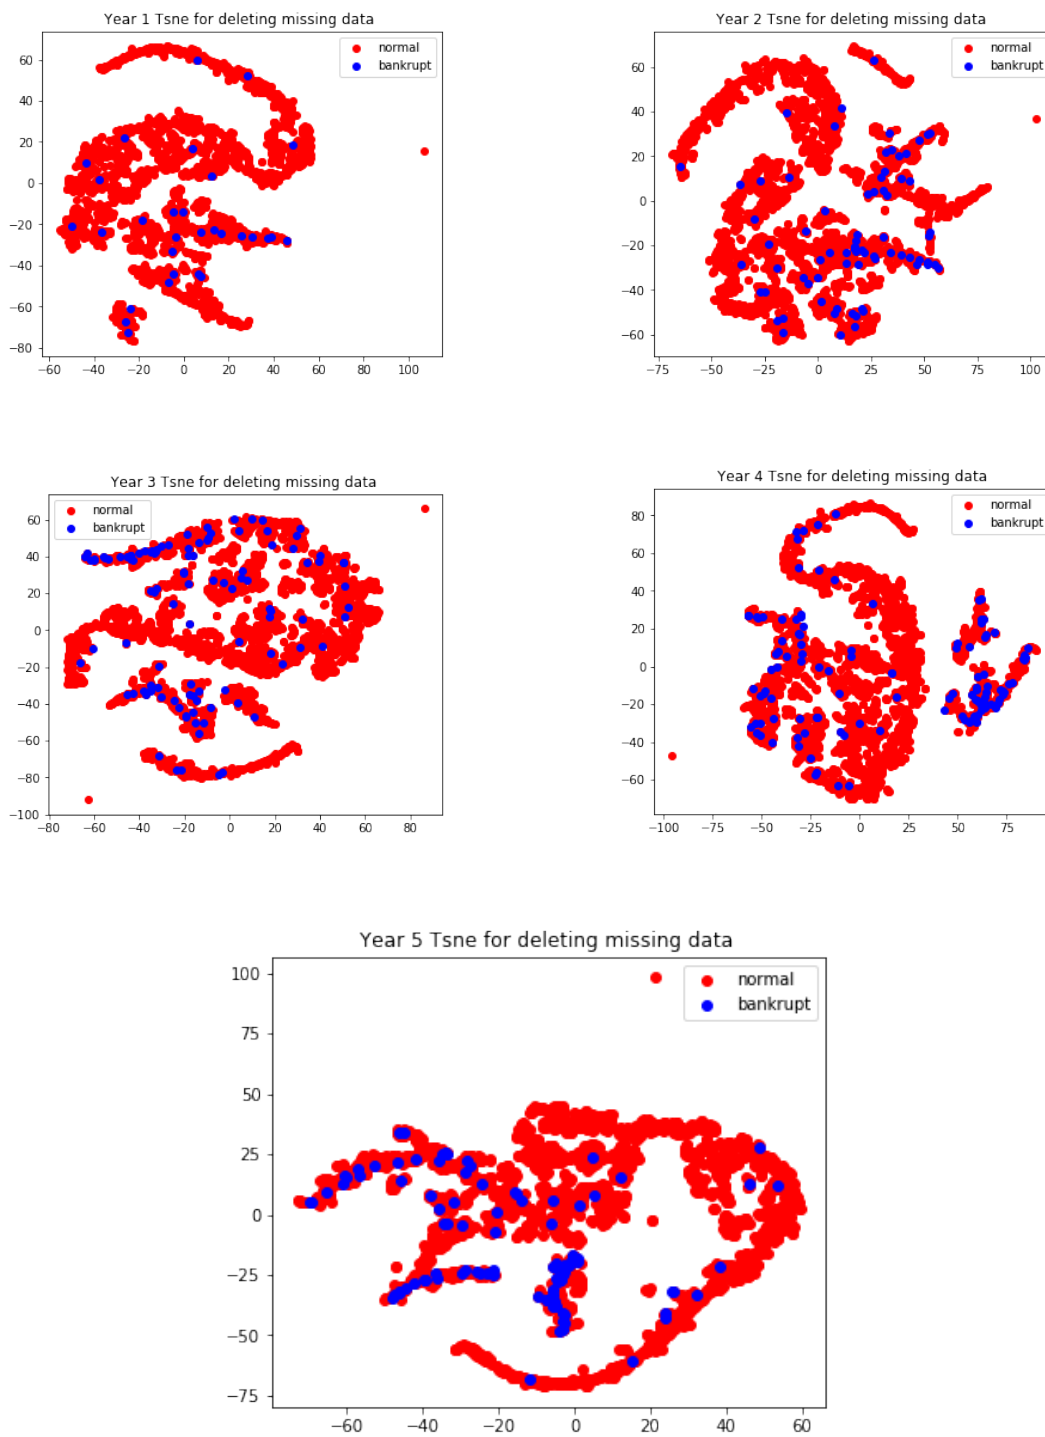 Year 1 Tsne for deleting missing data
normal
bankrupt
60
40
20
0
−20
−40
−60
−80
−60 −40 −20 0 20 40 60 80 100
Year 2 Tsne for deleting missing data
normal
bankrupt
60
40
20
0
−20
−40
−60
−75 −50 −25 0 25 50 75 100
Year 3 Tsne for deleting missing data
normal
bankrupt
60
40
20
0
−20
−40
−60
−80
−100
−80 −60 −40 −20 0 20 40 60 80
Year 4 Tsne for deleting missing data
normal
bankrupt
80
60
40
20
0
−20
−40
−60
−100 −75 −50 −25 0 25 50 75
Year 5 Tsne for deleting missing data
normal
bankrupt
100
75
50
25
0
−25
−50
−75
−60 −40 −20 0 20 40 60